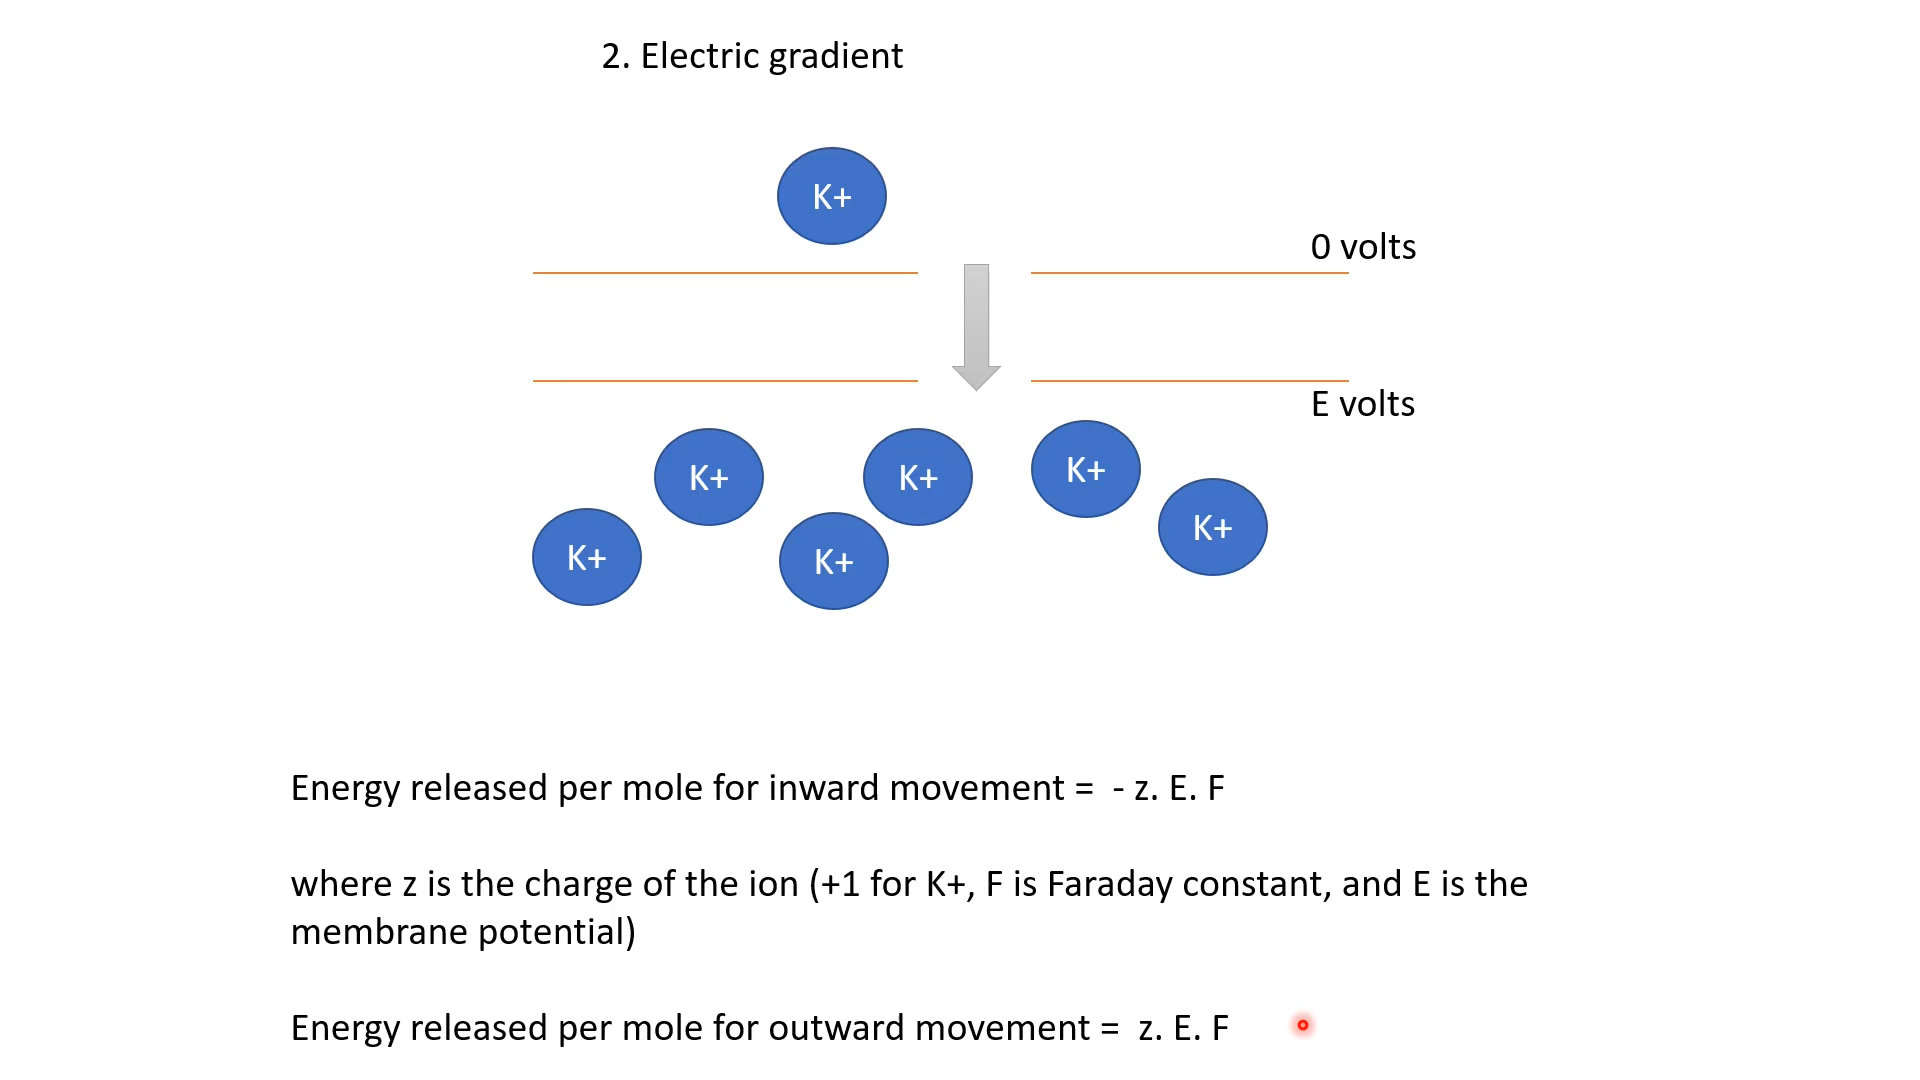 2. Electric gradient
K+
0 volts
E volts
K+
K+
K+
K+
K+
K+
Energy released per mole for inward movement =  - z. E. F
where z is the charge of the ion (+1 for K+, F is Faraday constant, and E is the
membrane potential)
Energy released per mole for outward movement =  z. E. F